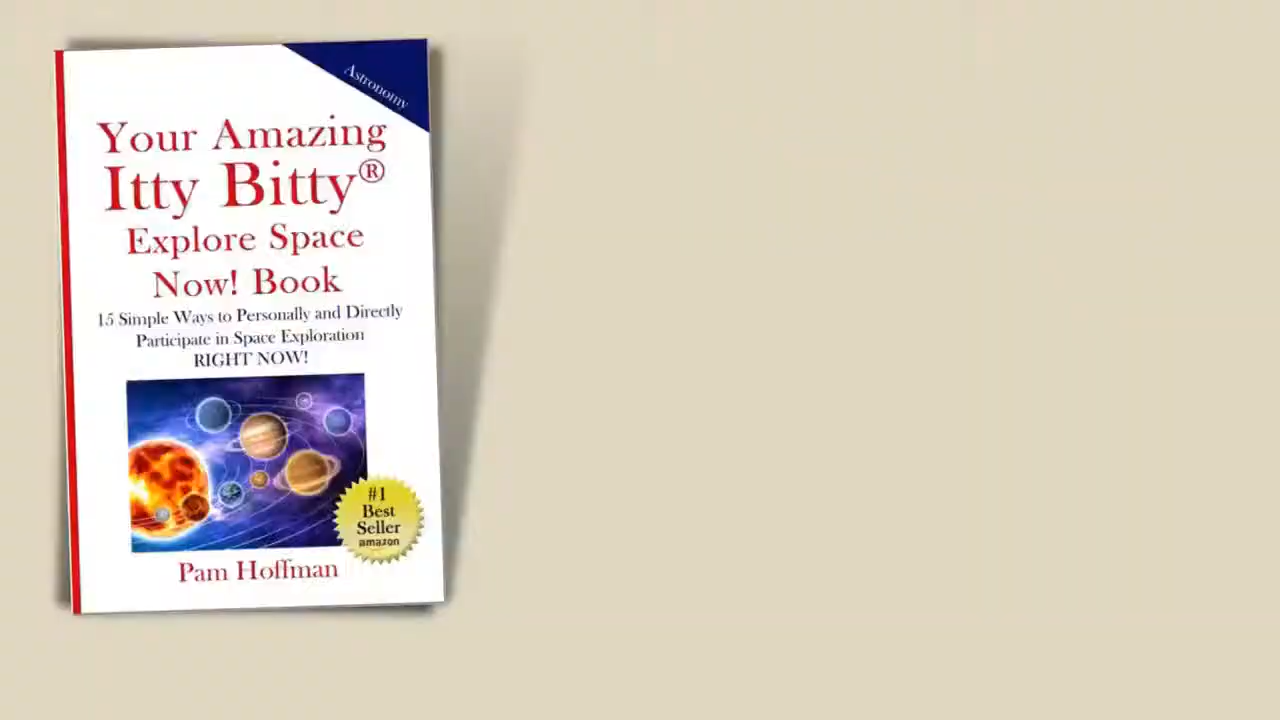 Astronomy
Your Amazing
Itty Bitty®
Explore Space
Now! Book
15 Simple Ways to Personally and Directly
Participate in Space Exploration
RIGHT NOW!
#1
Best
Seller
amazon
Pam Hoffman